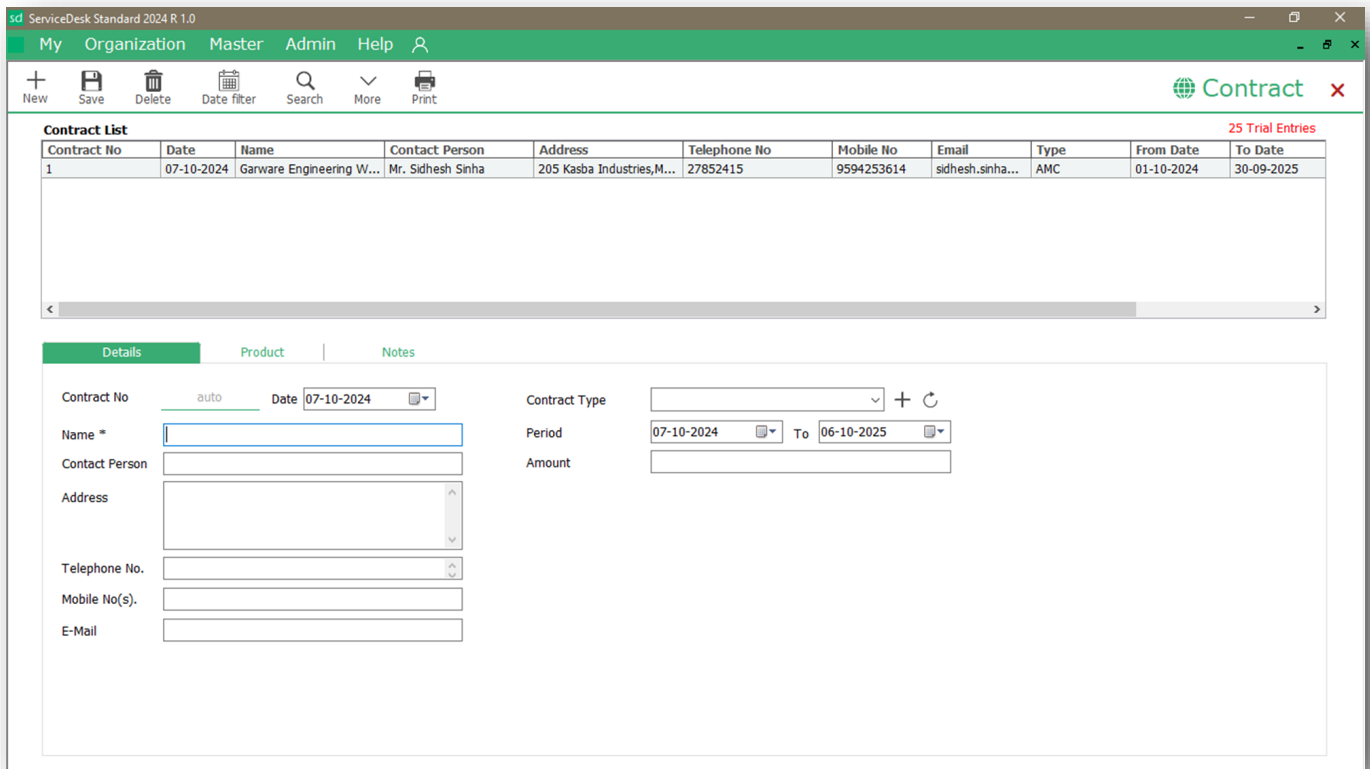 sd ServiceDesk Standard 2024 R 1.0
My Organization Master Admin Help
New Save Delete Date filter Search More Print Contract
Contract List 25 Trial Entries
Contract No Date Name Contact Person Address Telephone No Mobile No Email Type From Date To Date
1 07-10-2024 Garware Engineering W... Mr. Sidhesh Sinha 205 Kasba Industries,M... 27852415 9594253614 sidhesh.sinha... AMC 01-10-2024 30-09-2025
Details Product Notes
Contract No auto Date 07-10-2024 Contract Type
Name * Period 07-10-2024 To 06-10-2025
Contact Person Amount
Address
Telephone No.
Mobile No(s).
E-Mail